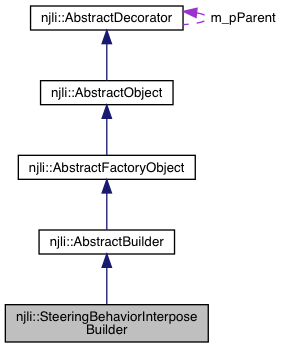 njli::AbstractDecorator
m_pParent
njli::AbstractObject
njli::AbstractFactoryObject
njli::AbstractBuilder
njli::SteeringBehaviorInterpose
Builder